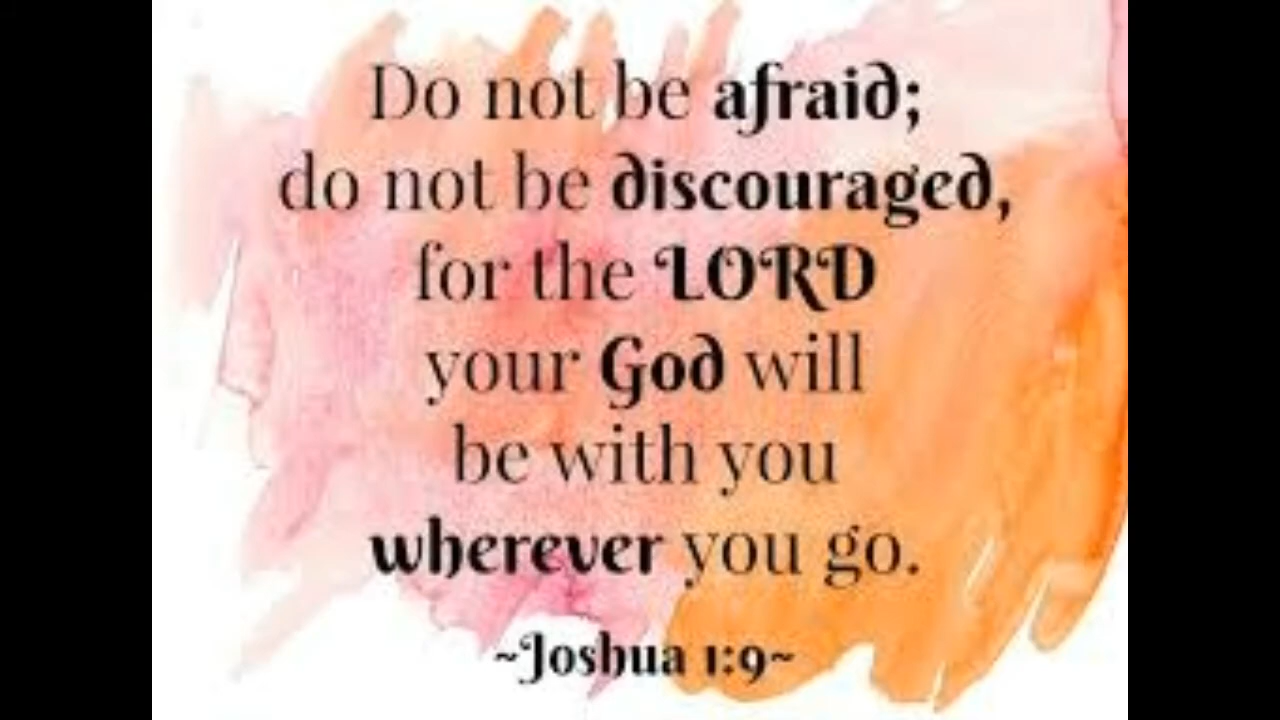 Do not be afraid;
do not be discouraged,
for the LORD
your God will
be with you
wherever you go.
~Joshua 1:9~